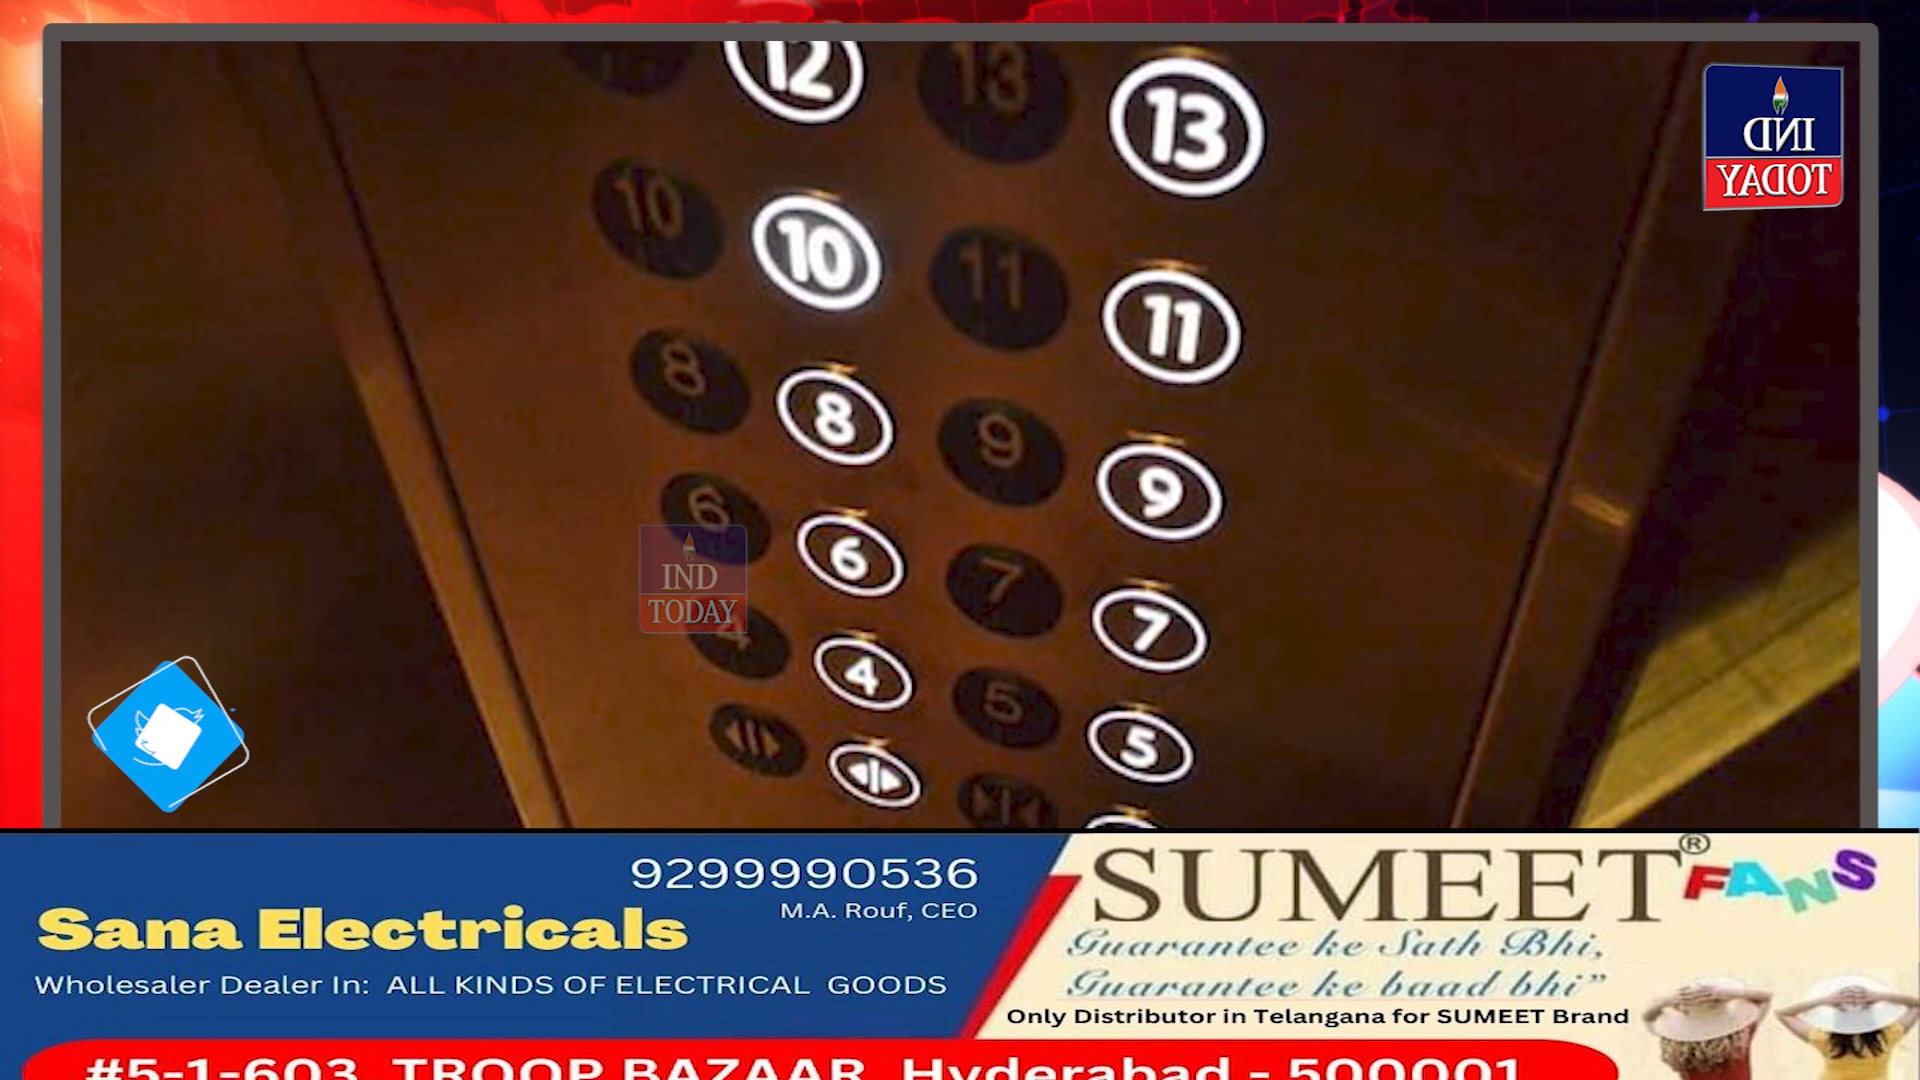 12 13 13
10 10 11 11
8 8 9 9
6 6 7 7
4 4 5 5
IND
TODAY
IND
TODAY
9299990536
M.A. Rouf, CEO
Sana Electricals
Wholesaler Dealer In: ALL KINDS OF ELECTRICAL GOODS
SUMEET® FANS
Guarantee ke Sath Bhi,
Guarantee ke baad bhi”
Only Distributor in Telangana for SUMEET Brand
#5-1-603, TROOP BAZAAR, Hyderabad - 500001